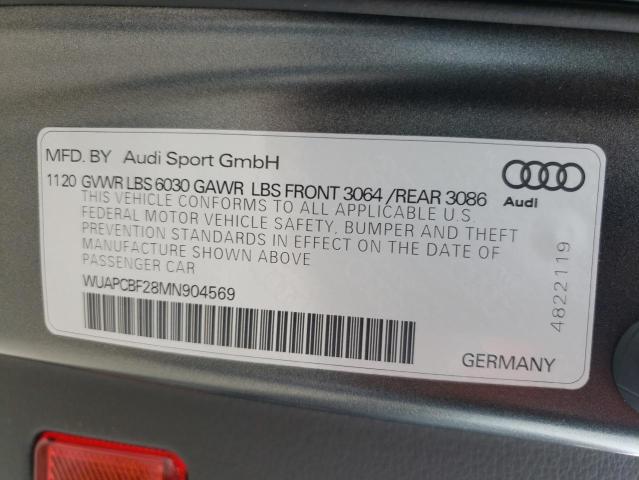 MFD. BY Audi Sport GmbH
1120 GVWR LBS 6030 GAWR LBS FRONT 3064 /REAR 3086
THIS VEHICLE CONFORMS TO ALL APPLICABLE U.S.
FEDERAL MOTOR VEHICLE SAFETY, BUMPER AND THEFT
PREVENTION STANDARDS IN EFFECT ON THE DATE OF
MANUFACTURE SHOWN ABOVE
PASSENGER CAR
WUAPCBF28MN904569
Audi
4822119
GERMANY